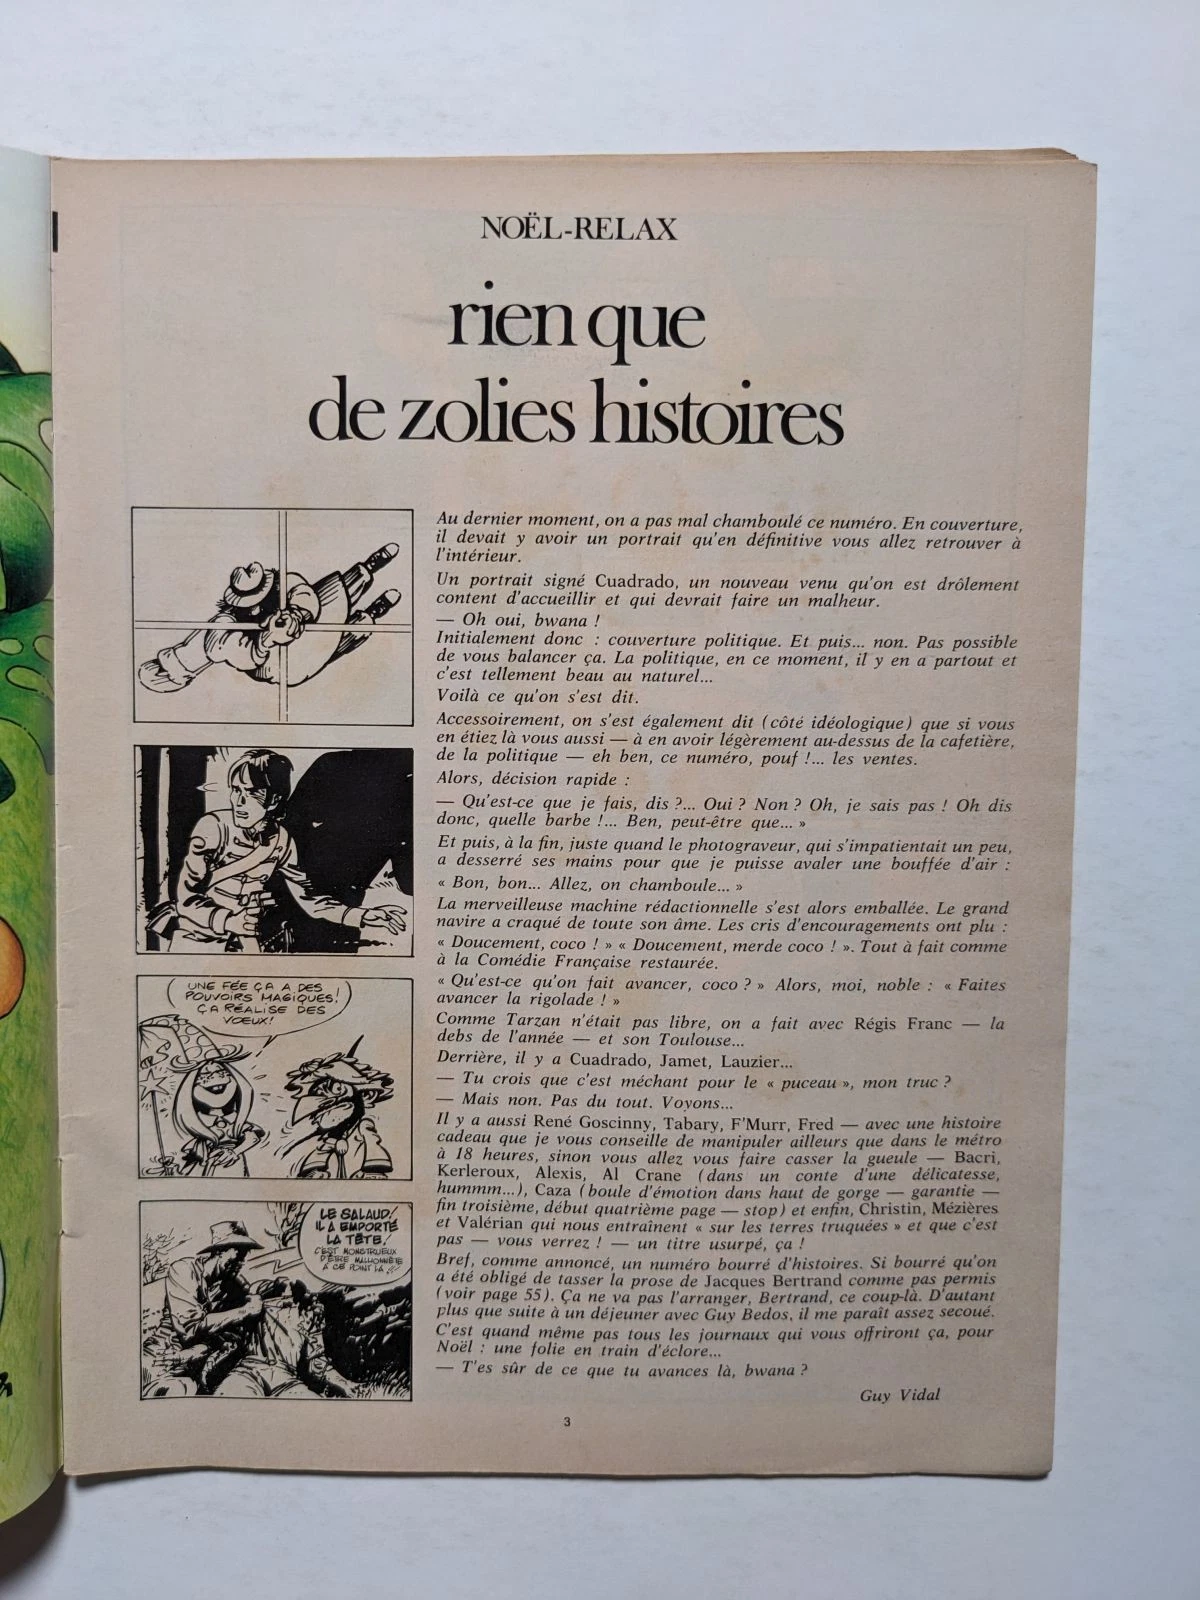 NOËL-RELAX
rien que
de zolies histoires
Au dernier moment, on a pas mal chamboulé ce numéro. En couverture,
il devait y avoir un portrait qu'en définitive vous allez retrouver à
l'intérieur.
Un portrait signé Cuadrado, un nouveau venu qu'on est drôlement
content d'accueillir et qui devrait faire un malheur.
— Oh oui, bwana !
Initialement donc : couverture politique. Et puis... non. Pas possible
de vous balancer ça. La politique, en ce moment, il y en a partout et
c'est tellement beau au naturel...
Voilà ce qu'on s'est dit.
Accessoirement, on s'est également dit (côté idéologique) que si vous
en étiez là vous aussi — à en avoir légèrement au-dessus de la cafetière,
de la politique — eh ben, ce numéro, pouf !... les ventes.
Alors, décision rapide :
— Qu'est-ce que je fais, dis ?... Oui ? Non ? Oh, je sais pas ! Oh dis
donc, quelle barbe !... Ben, peut-être que... »
Et puis, à la fin, juste quand le photograveur, qui s'impatientait un peu,
a desserré ses mains pour que je puisse avaler une bouffée d'air :
« Bon, bon... Allez, on chamboule... »
La merveilleuse machine rédactionnelle s'est alors emballée. Le grand
navire a craqué de toute son âme. Les cris d'encouragements ont plu :
« Doucement, coco ! » « Doucement, merde coco ! ». Tout à fait comme
à la Comédie Française restaurée.
« Qu'est-ce qu'on fait avancer, coco ? » Alors, moi, noble : « Faites
avancer la rigolade ! »
Comme Tarzan n'était pas libre, on a fait avec Régis Franc — la
debs de l'année — et son Toulouse...
Derrière, il y a Cuadrado, Jamet, Lauzier...
— Tu crois que c'est méchant pour le « puceau », mon truc ?
— Mais non. Pas du tout. Voyons...
Il y a aussi René Goscinny, Tabary, F'Murr, Fred — avec une histoire
cadeau que je vous conseille de manipuler ailleurs que dans le métro
à 18 heures, sinon vous allez vous faire casser la gueule — Bacri,
Kerleroux, Alexis, Al Crane (dans un conte d'une délicatesse,
hummm...), Caza (boule d'émotion dans haut de gorge — garantie —
fin troisième, début quatrième page — stop) et enfin, Christin, Mézières
et Valérian qui nous entraînent « sur les terres truquées » et que c'est
pas — vous verrez ! — un titre usurpé, ça !
Bref, comme annoncé, un numéro bourré d'histoires. Si bourré qu'on
a été obligé de tasser la prose de Jacques Bertrand comme pas permis
(voir page 55). Ça ne va pas l'arranger, Bertrand, ce coup-là. D'autant
plus que suite à un déjeuner avec Guy Bedos, il me paraît assez secoué.
C'est quand même pas tous les journaux qui vous offriront ça, pour
Noël : une folie en train d'éclore...
— T'es sûr de ce que tu avances là, bwana ?
Guy Vidal
UNE FÉE ÇA A DES
POUVOIRS MAGIQUES!
ÇA RÉALISE DES
VŒUX!
LE SALAUD!
IL A EMPORTÉ
LA TÊTE!
C'EST MONSTRUEUX
D'ÊTRE MALHONNÊTE
À CE POINT LÀ !!
3